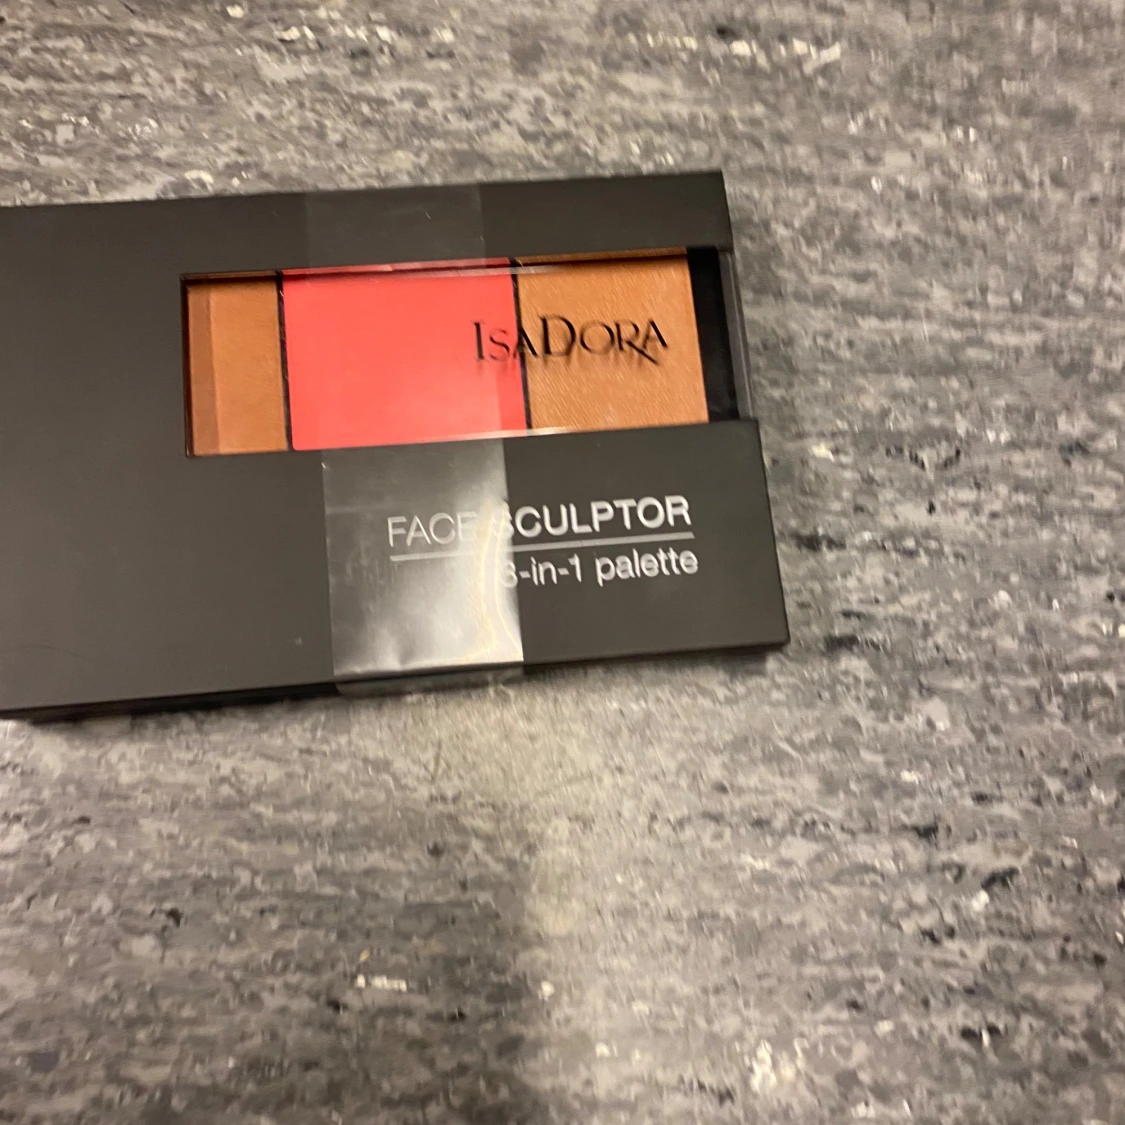 IsaDora
FACE SCULPTOR
3-in-1 palette